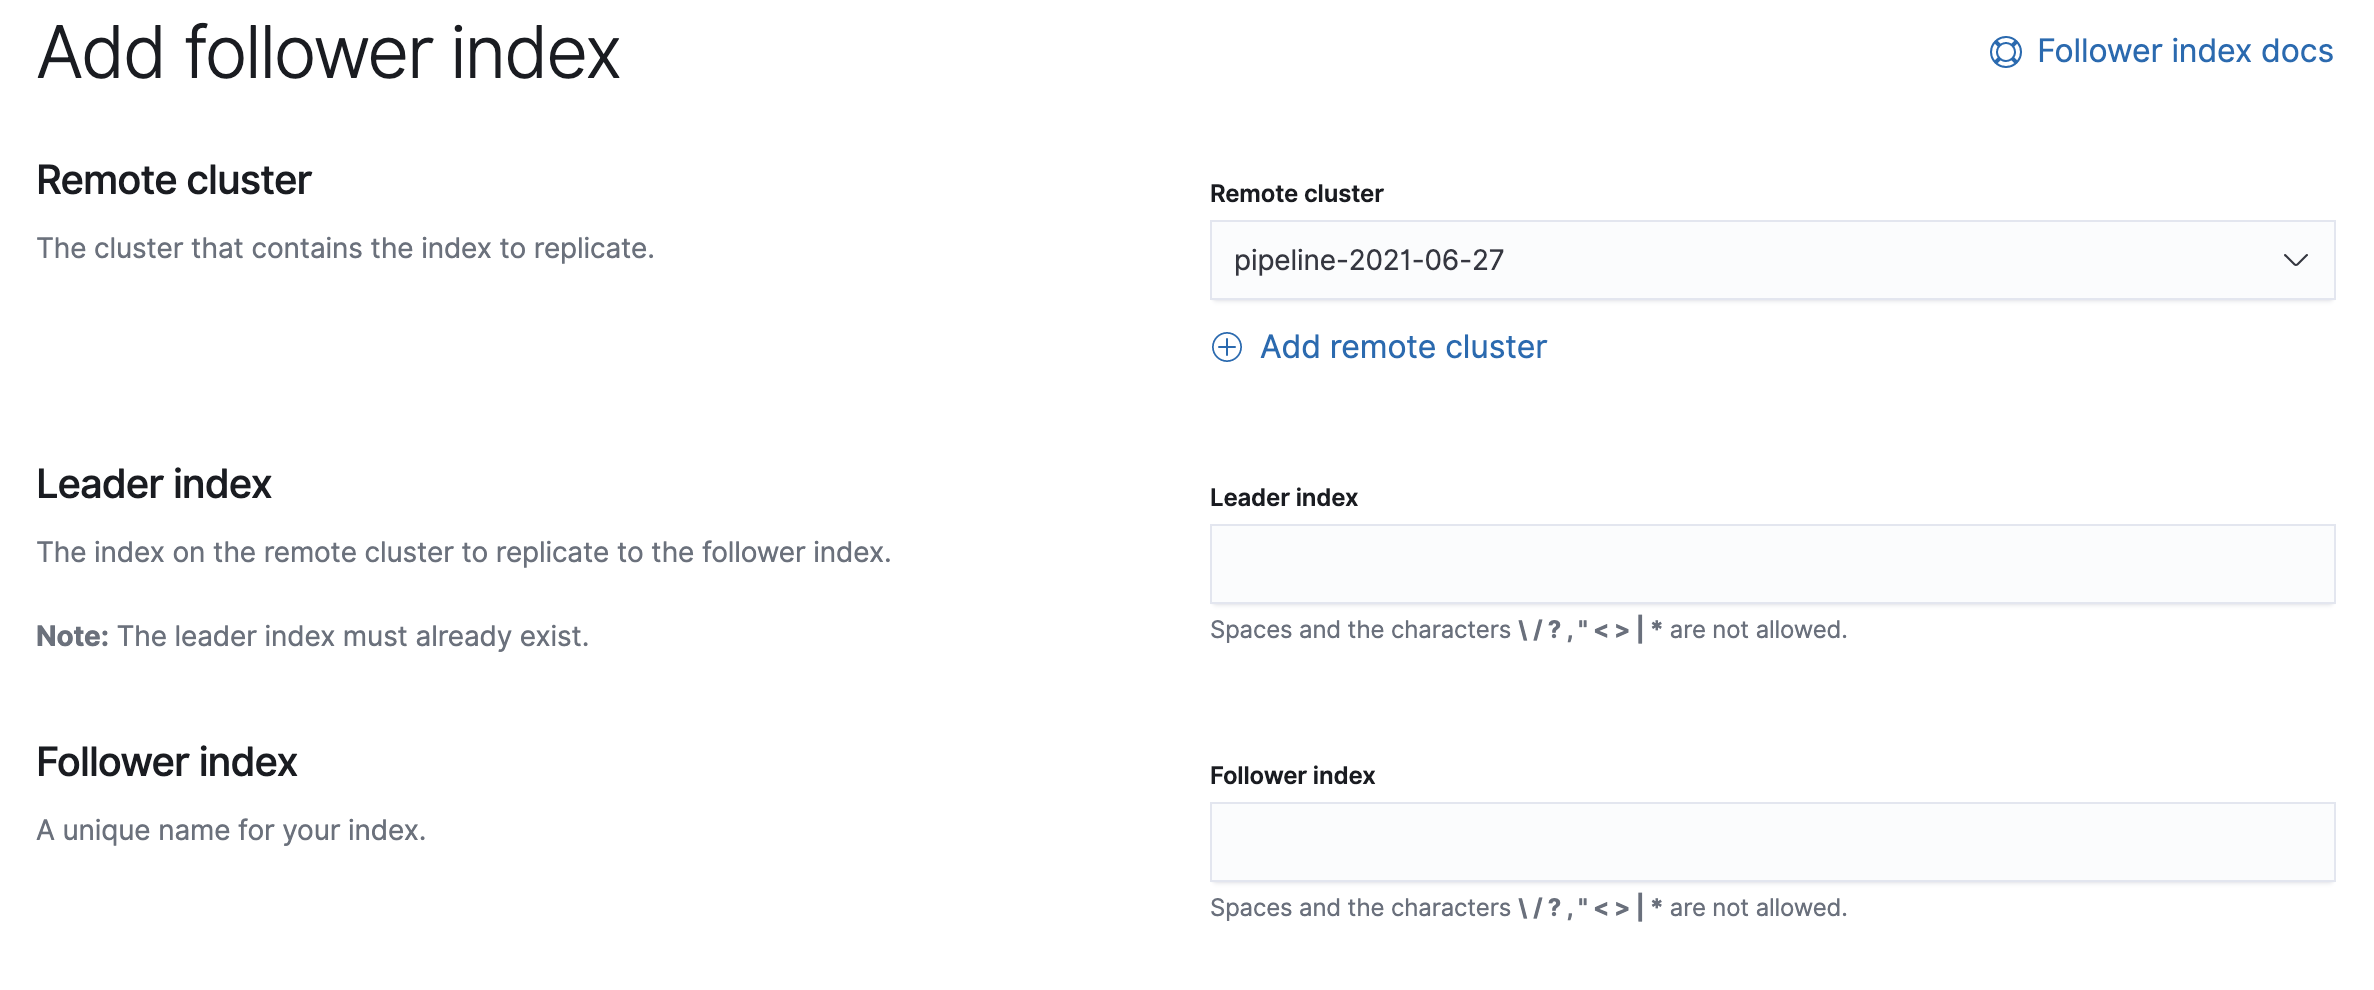 Add follower index
Follower index docs
Remote cluster
The cluster that contains the index to replicate.
Remote cluster
pipeline-2021-06-27
Add remote cluster
Leader index
The index on the remote cluster to replicate to the follower index.
Note: The leader index must already exist.
Leader index
Spaces and the characters \ / ? , " < > | * are not allowed.
Follower index
A unique name for your index.
Follower index
Spaces and the characters \ / ? , " < > | * are not allowed.